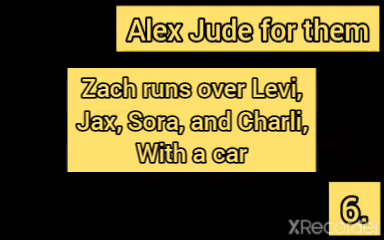 Alex Jude for them
Zach runs over Levi,
Jax, Sora, and Charli,
With a car
6.
XRecorder